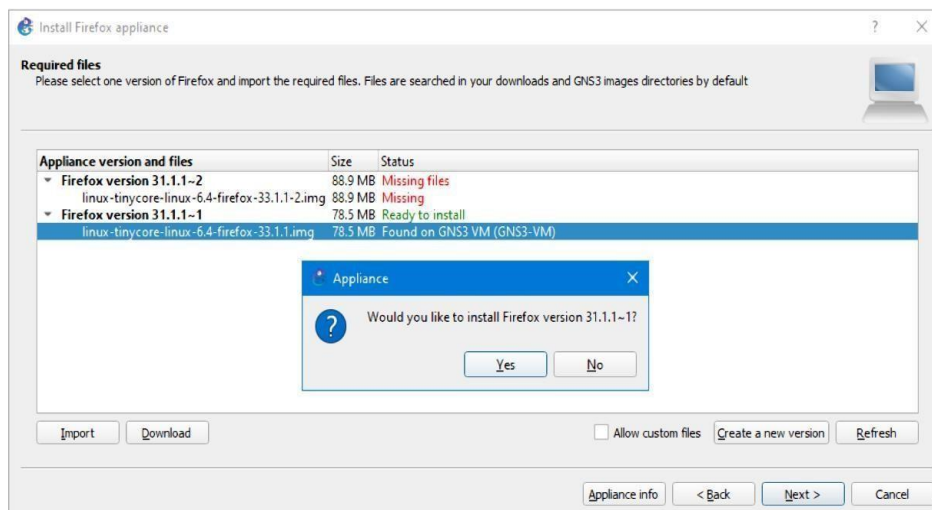 Install Firefox appliance
Required files
Please select one version of Firefox and import the required files. Files are searched in your downloads and GNS3 images directories by default
Appliance version and files Size Status
Firefox version 31.1.1~2 88.9 MB Missing files
linux-tinycore-linux-6.4-firefox-33.1.1-2.img 88.9 MB Missing
Firefox version 31.1.1~1 78.5 MB Ready to install
linux-tinycore-linux-6.4-firefox-33.1.1.img 78.5 MB Found on GNS3 VM (GNS3-VM)
Appliance
Would you like to install Firefox version 31.1.1~1?
Yes No
Import Download Allow custom files Create a new version Refresh
Appliance info < Back Next > Cancel